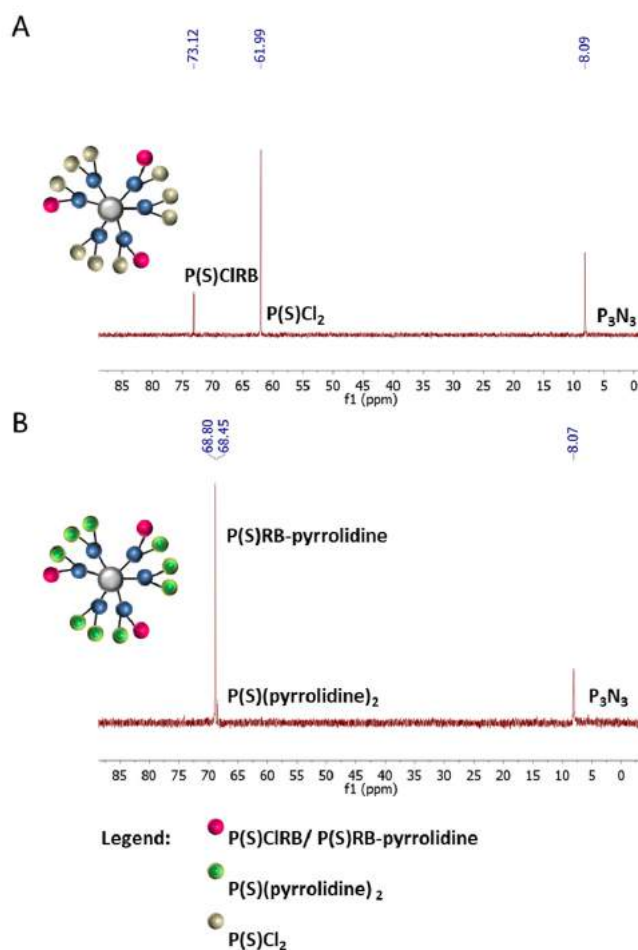 A
-73.12
-61.99
-8.09
P(S)ClRB
P(S)Cl₂
P₃N₃
85 80 75 70 65 60 55 50 45 40 35 30 25 20 15 10 5 0
f1 (ppm)
B
68.80
68.45
-8.07
P(S)RB-pyrrolidine
P(S)(pyrrolidine)₂
P₃N₃
85 80 75 70 65 60 55 50 45 40 35 30 25 20 15 10 5 0
f1 (ppm)
Legend:
P(S)ClRB/ P(S)RB-pyrrolidine
P(S)(pyrrolidine)₂
P(S)Cl₂